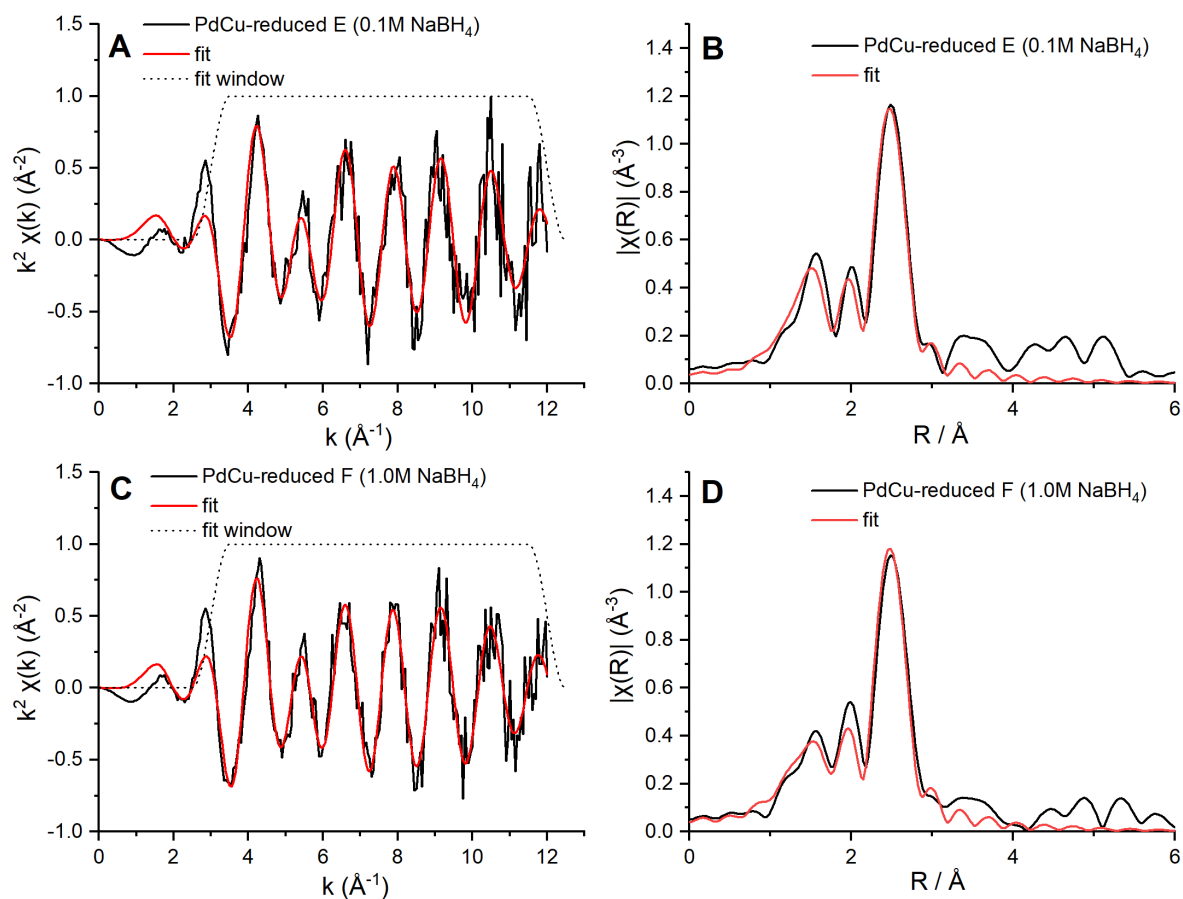 A
PdCu-reduced E (0.1M NaBH₄)
fit
fit window
1.5
1.0
0.5
0.0
-0.5
-1.0
k² χ(k) (Å⁻²)
0 2 4 6 8 10 12
k (Å⁻¹)
B
PdCu-reduced E (0.1M NaBH₄)
fit
1.4
1.2
1.0
0.8
0.6
0.4
0.2
0.0
|χ(R)| (Å⁻³)
0 2 4 6
R / Å
C
PdCu-reduced F (1.0M NaBH₄)
fit
fit window
1.5
1.0
0.5
0.0
-0.5
-1.0
k² χ(k) (Å⁻²)
0 2 4 6 8 10 12
k (Å⁻¹)
D
PdCu-reduced F (1.0M NaBH₄)
fit
1.4
1.2
1.0
0.8
0.6
0.4
0.2
0.0
|χ(R)| (Å⁻³)
0 2 4 6
R / Å